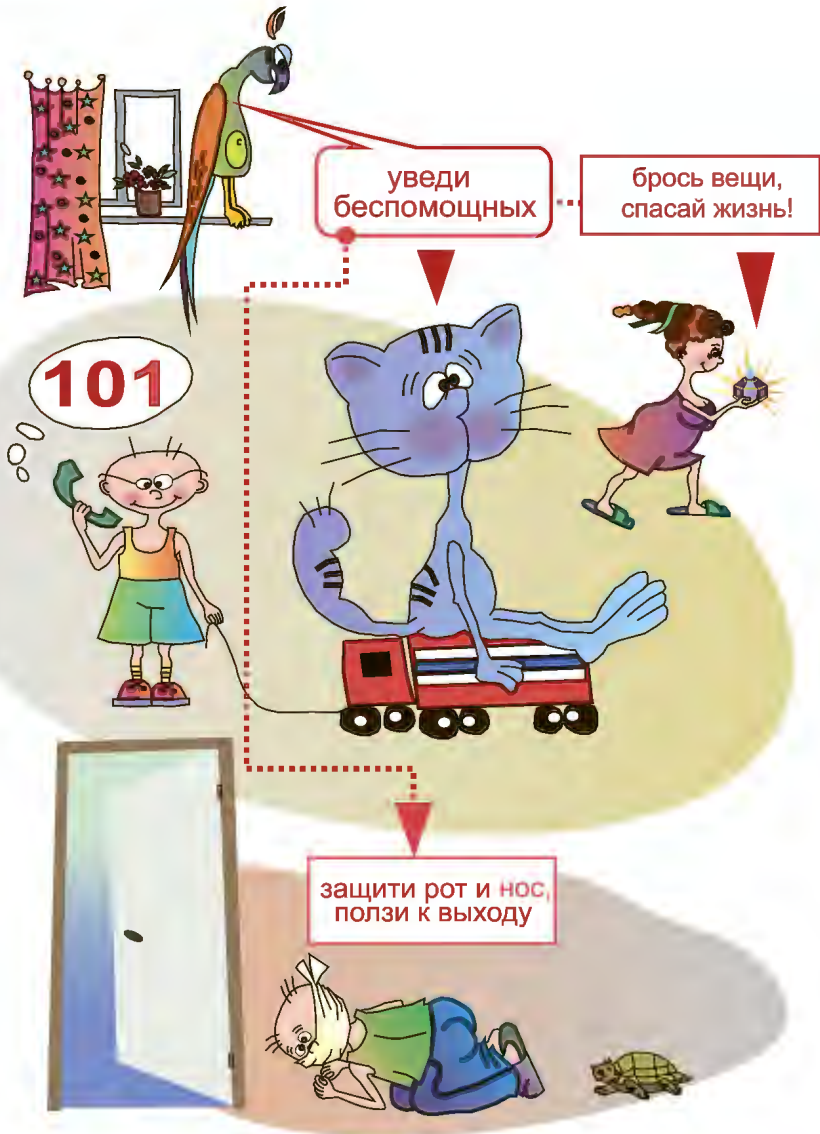 уведи
беспомощных
брось вещи,
спасай жизнь!
101
защити рот и нос,
ползи к выходу